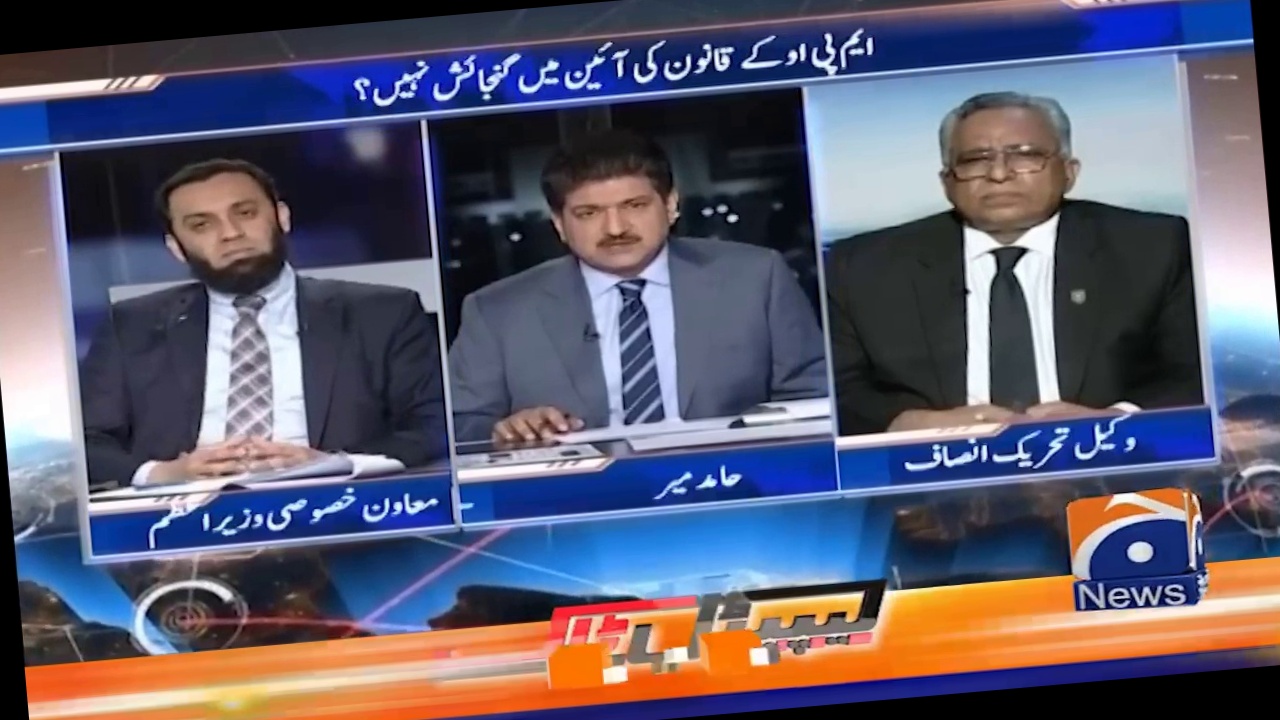 ایم پی او کے قانون کی آئین میں گنجائش نہیں؟
وکیل تحریک انصاف
حامد میر
معاون خصوصی وزیراعظم
News